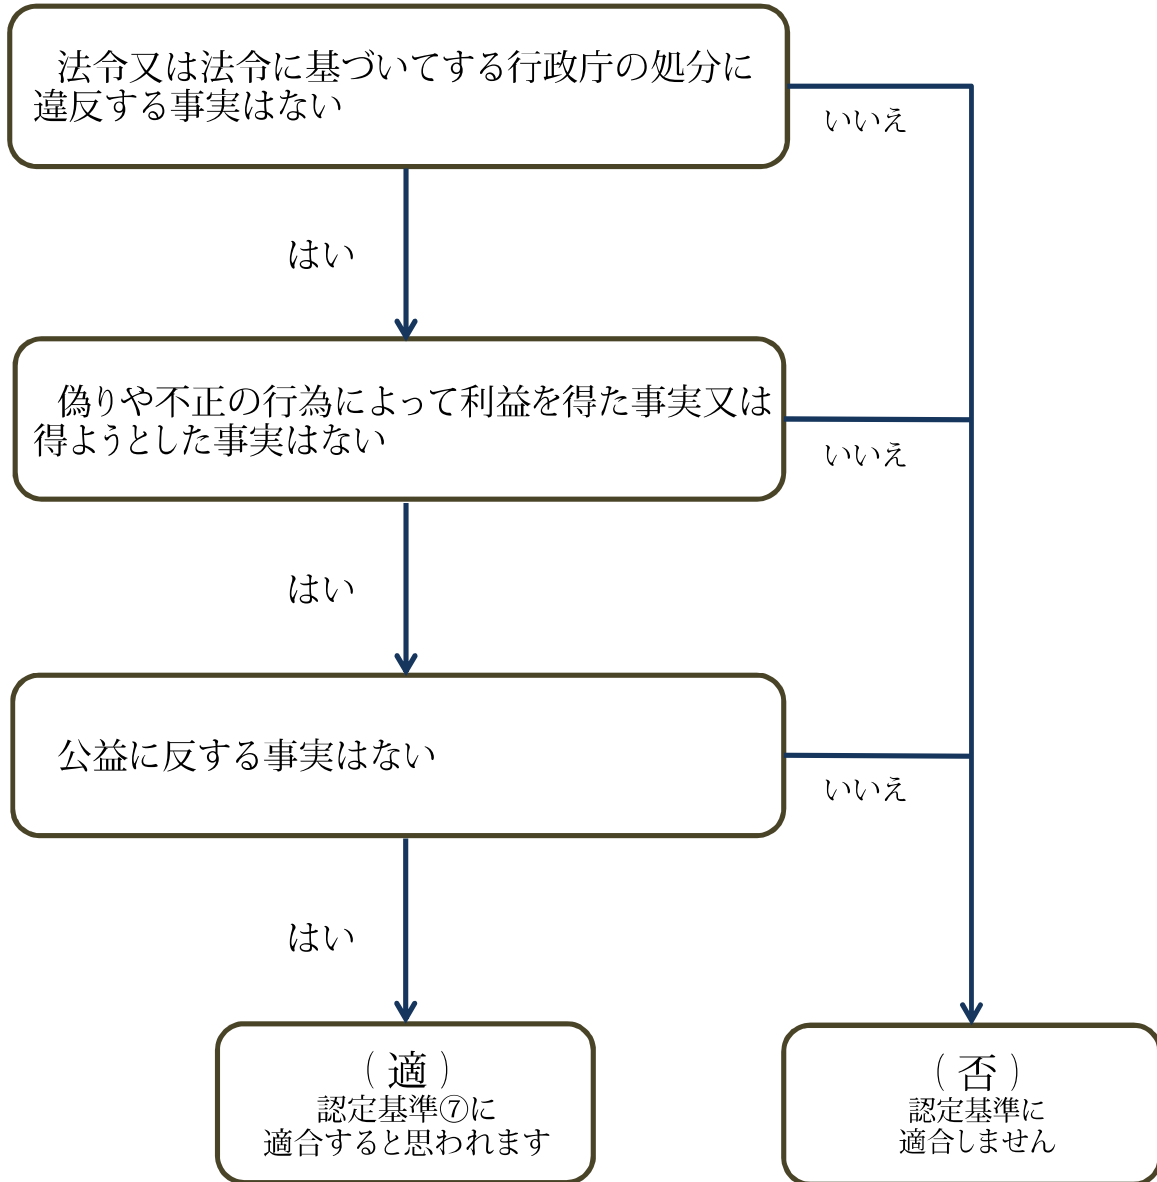 法令又は法令に基づいてする行政庁の処分に
違反する事実はない
いいえ
はい
偽りや不正の行為によって利益を得た事実又は
得ようとした事実はない
いいえ
はい
公益に反する事実はない
いいえ
はい
（適）
認定基準⑦に
適合すると思われます
（否）
認定基準に
適合しません